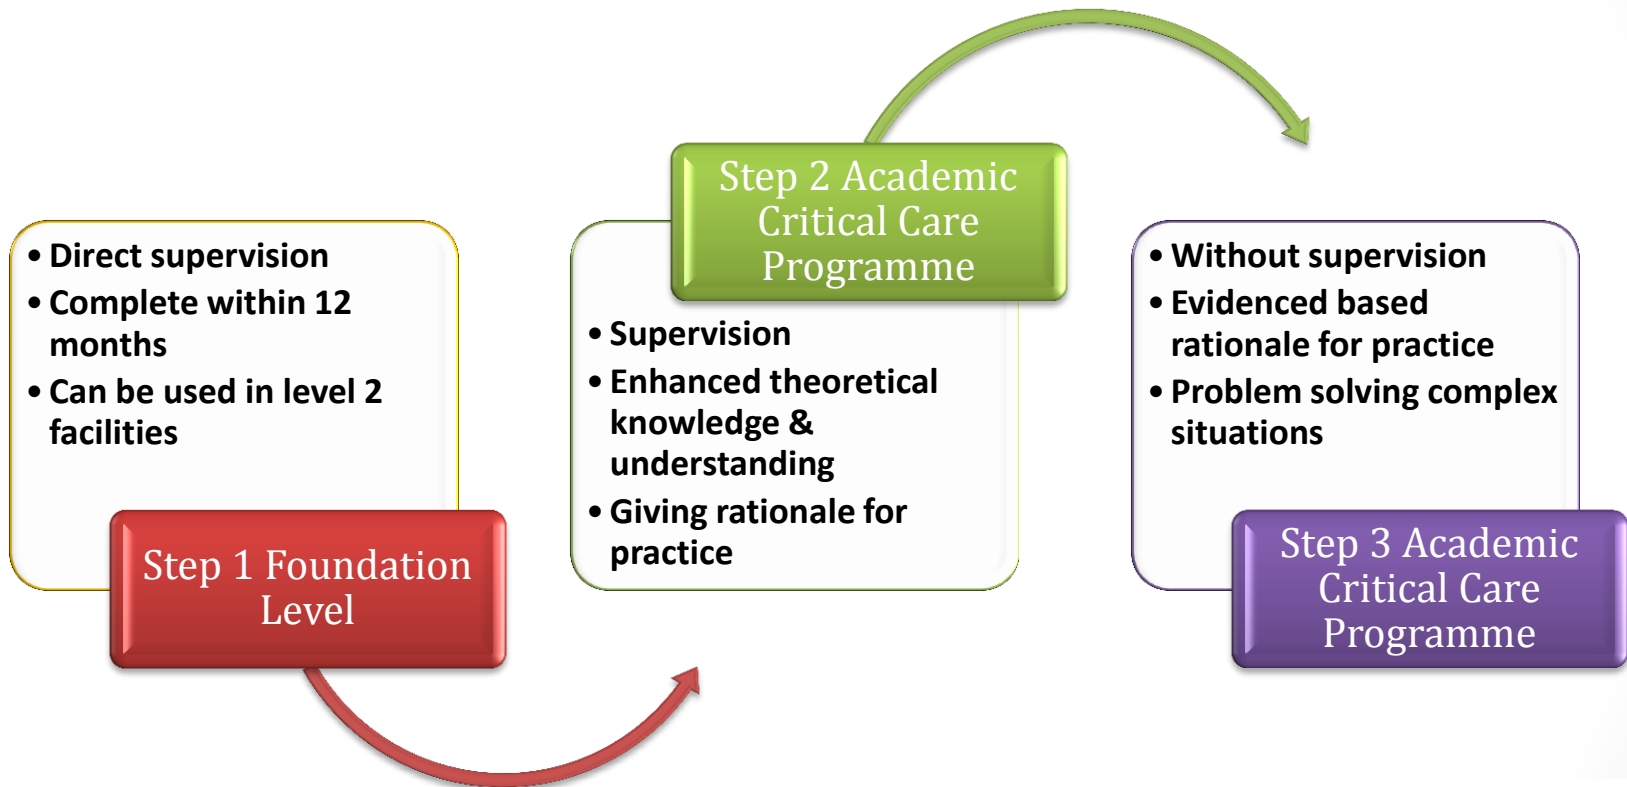 • Direct supervision
• Complete within 12
months
• Can be used in level 2
facilities
Step 1 Foundation
Level
Step 2 Academic
Critical Care
Programme
• Supervision
• Enhanced theoretical
knowledge &
understanding
• Giving rationale for
practice
• Without supervision
• Evidenced based
rationale for practice
• Problem solving complex
situations
Step 3 Academic
Critical Care
Programme